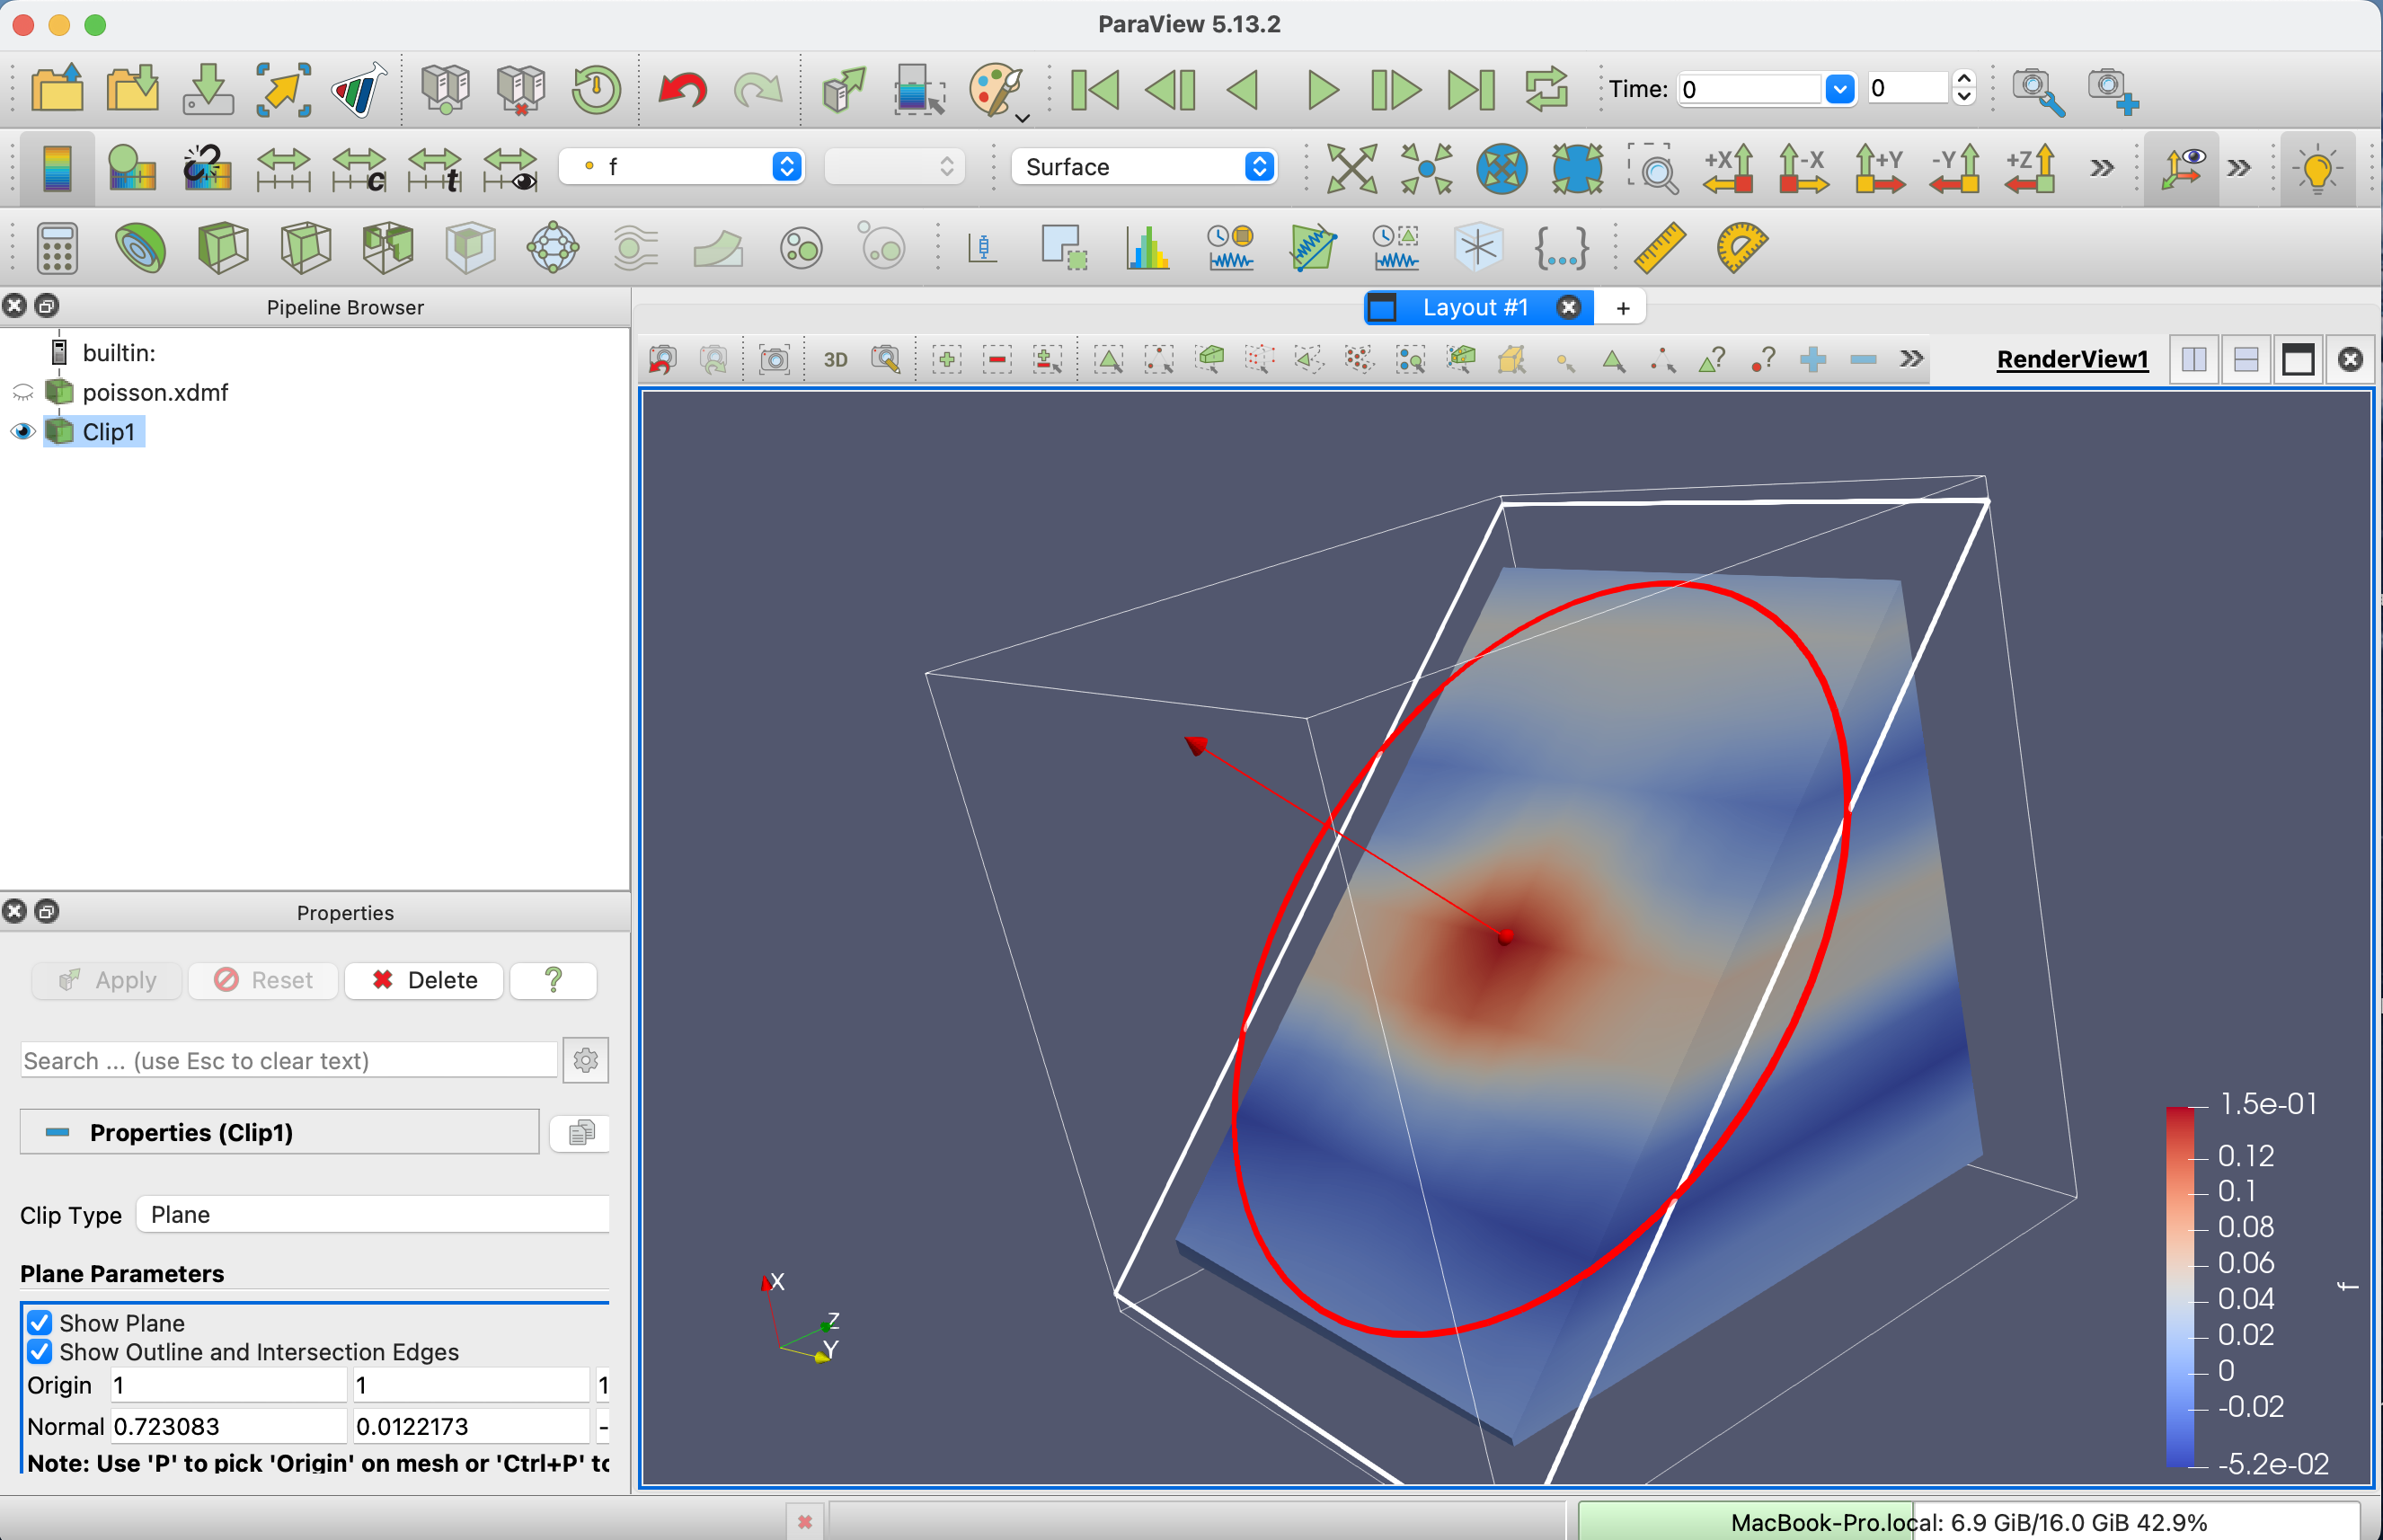 ParaView 5.13.2
Time: 0 0
c t f Surface +X -X +Y -Y +Z
Pipeline Browser
Layout #1 +
builtin:
poisson.xdmf
Clip1
3D ? ? RenderView1
Properties
Apply Reset Delete ?
Search ... (use Esc to clear text)
Properties (Clip1)
Clip Type Plane
Plane Parameters
Show Plane
Show Outline and Intersection Edges
Origin 1 1 1
Normal 0.723083 0.0122173 -
Note: Use 'P' to pick 'Origin' on mesh or 'Ctrl+P' to
X
Z
Y
1.5e-01
0.12
0.1
0.08
0.06
0.04
0.02
0
-0.02
-5.2e-02
f
MacBook-Pro.local: 6.9 GiB/16.0 GiB 42.9%